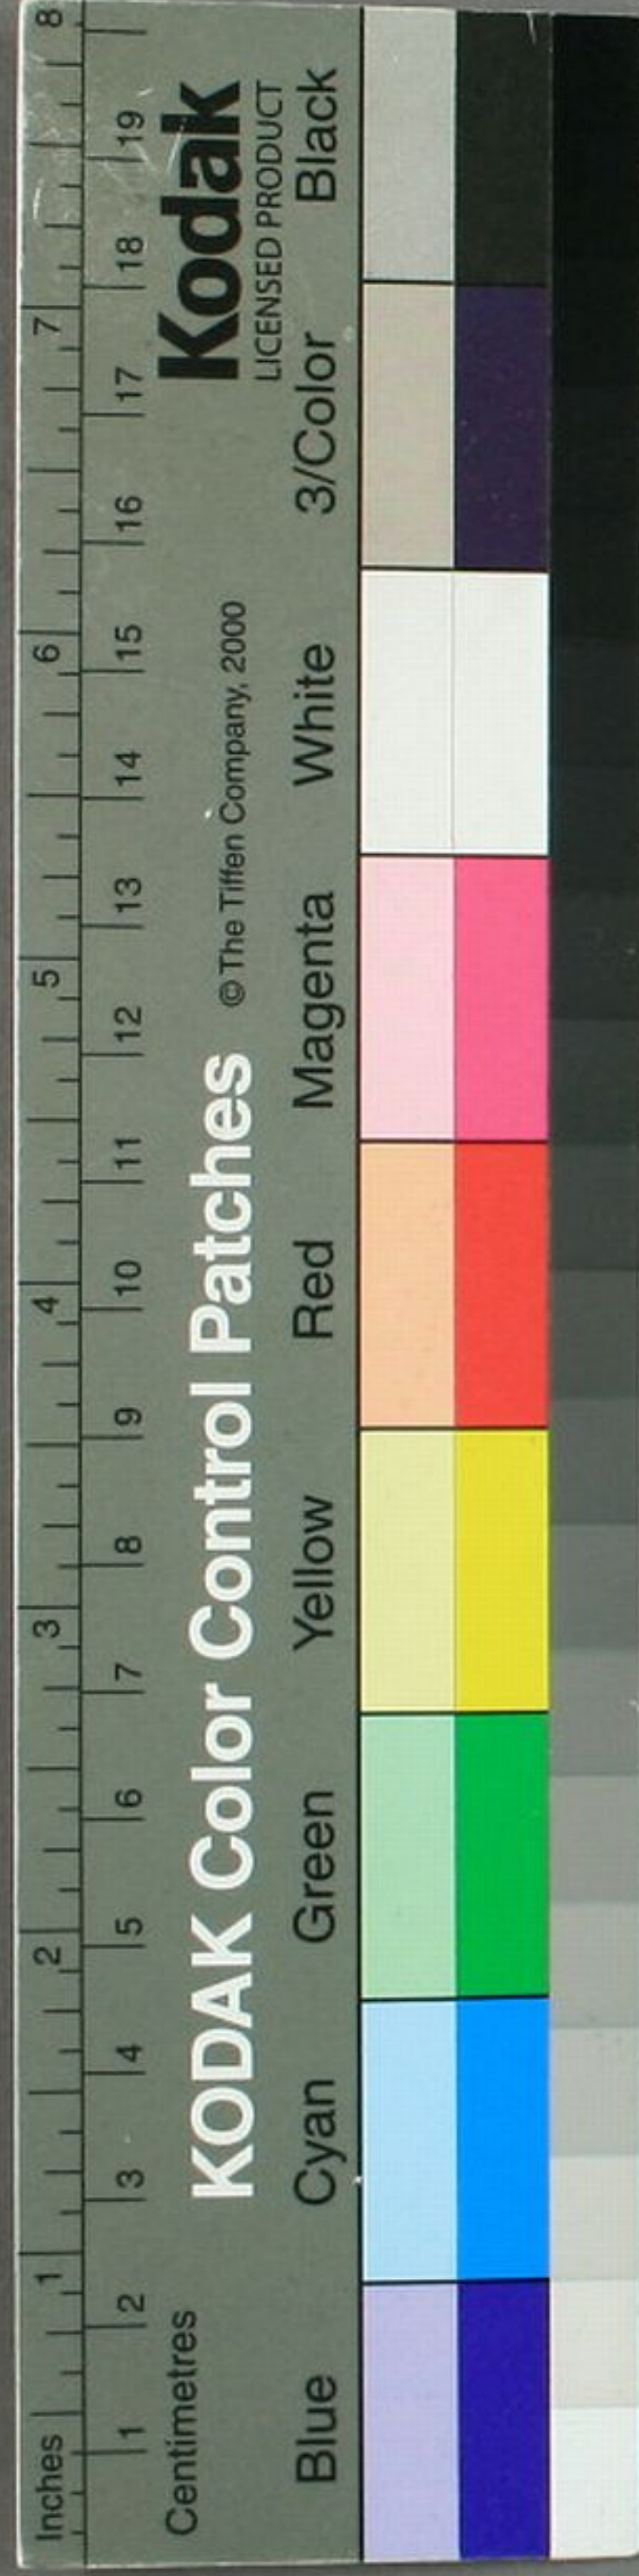 Inches 1 2 3 4 5 6 7 8
1 2 3 4 5 6 7 8 9 10 11 12 13 14 15 16 17 18 19
Centimetres
KODAK Color Control Patches © The Tiffen Company, 2000
Kodak
LICENSED PRODUCT
Blue Cyan Green Yellow Red Magenta White 3/Color Black